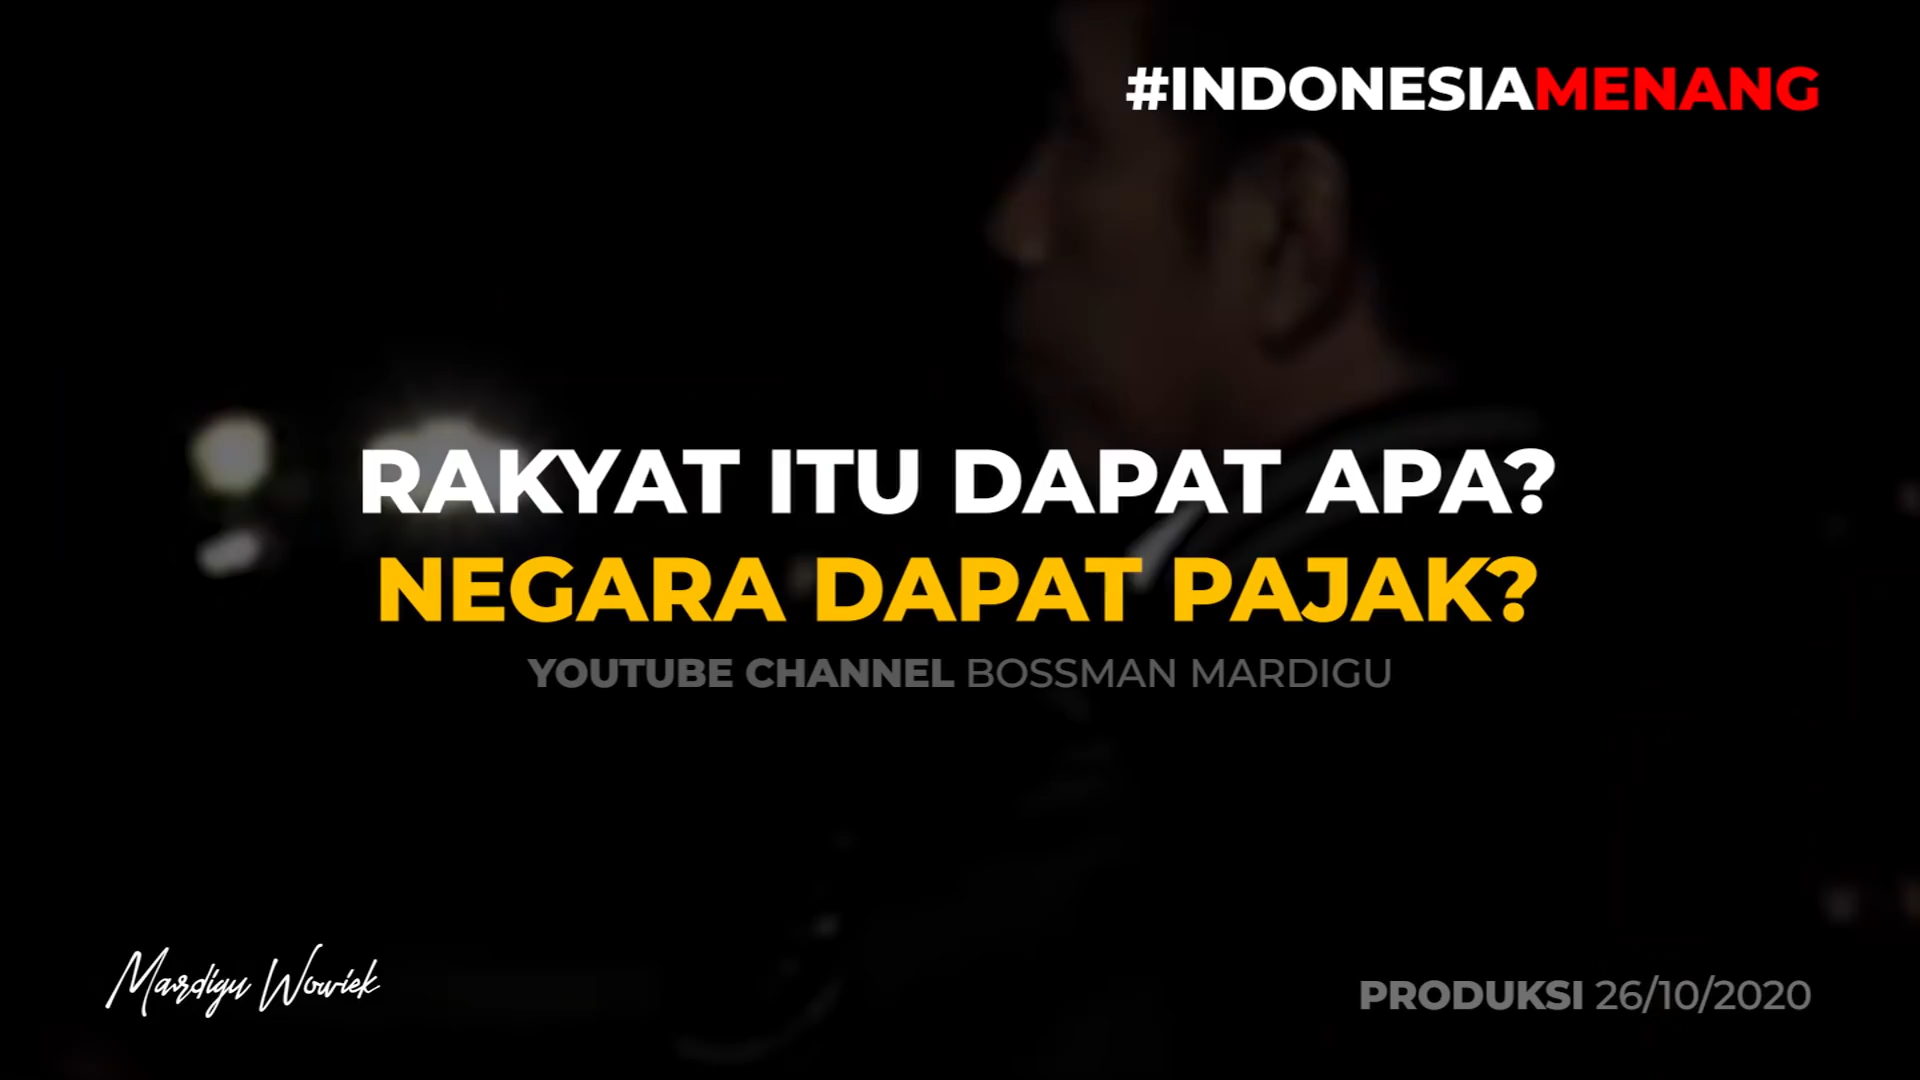 #INDONESIAMENANG
RAKYAT ITU DAPAT APA?
NEGARA DAPAT PAJAK?
YOUTUBE CHANNEL BOSSMAN MARDIGU
Mardigu Wowiek
PRODUKSI 26/10/2020